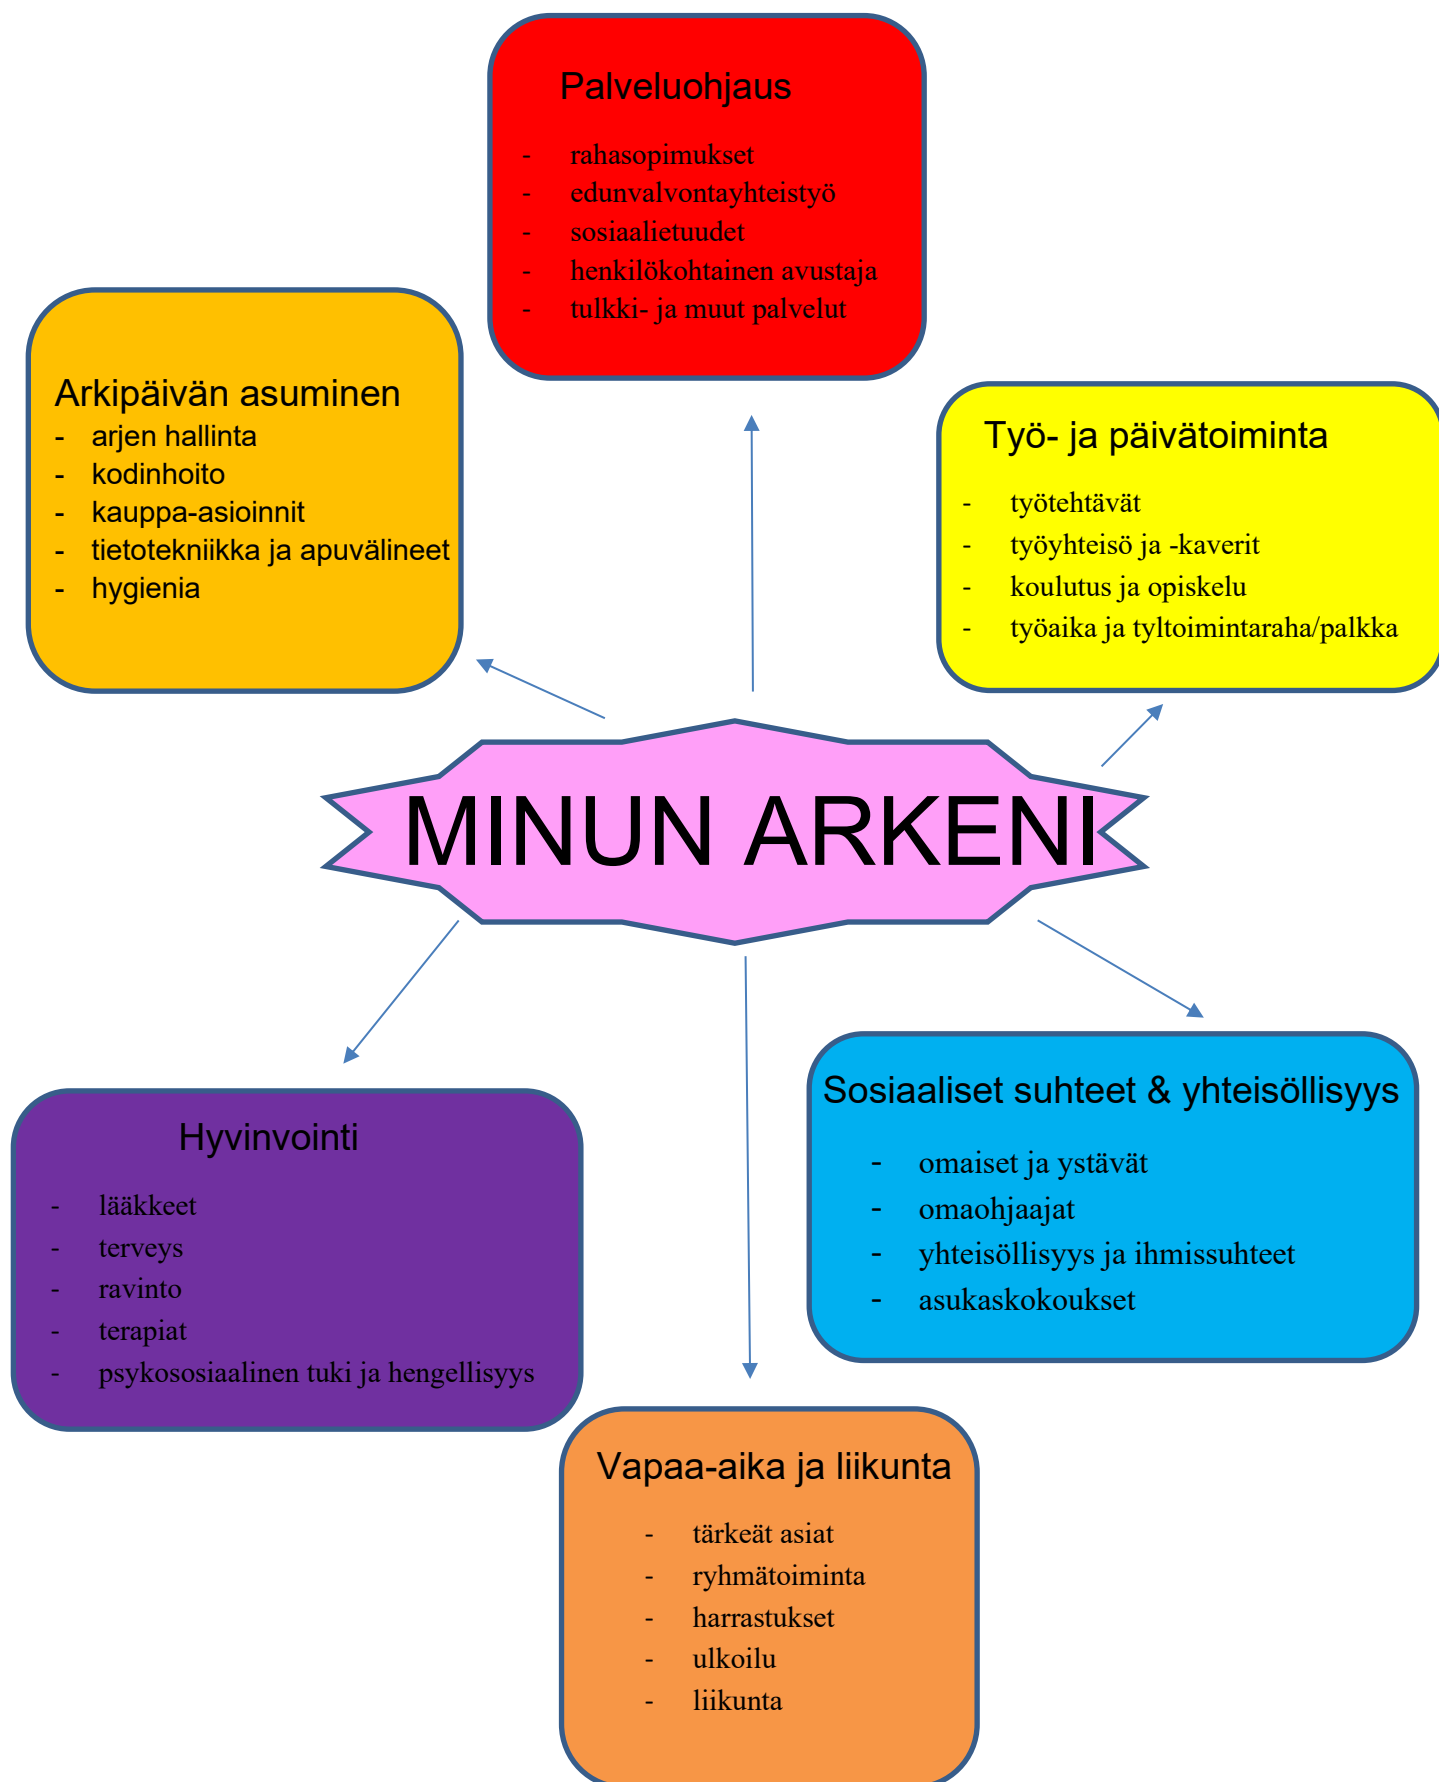 Palveluohjaus
- rahasopimukset
- edunvalvontayhteistyö
- sosiaalietuudet
- henkilökohtainen avustaja
- tulkki- ja muut palvelut
Arkipäivän asuminen
- arjen hallinta
- kodinhoito
- kauppa-asioinnit
- tietotekniikka ja apuvälineet
- hygienia
Työ- ja päivätoiminta
- työtehtävät
- työyhteisö ja -kaverit
- koulutus ja opiskelu
- työaika ja tyltoimintaraha/palkka
MINUN ARKENI
Hyvinvointi
- lääkkeet
- terveys
- ravinto
- terapiat
- psykososiaalinen tuki ja hengellisyys
Sosiaaliset suhteet & yhteisöllisyys
- omaiset ja ystävät
- omaohjaajat
- yhteisöllisyys ja ihmissuhteet
- asukaskokoukset
Vapaa-aika ja liikunta
- tärkeät asiat
- ryhmätoiminta
- harrastukset
- ulkoilu
- liikunta